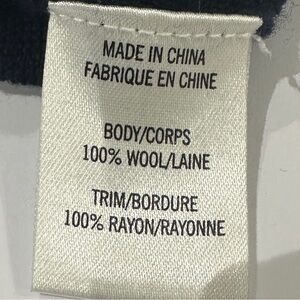 MADE IN CHINA
FABRIQUE EN CHINE
BODY/CORPS
100% WOOL/LAINE
TRIM/BORDURE
100% RAYON/RAYONNE